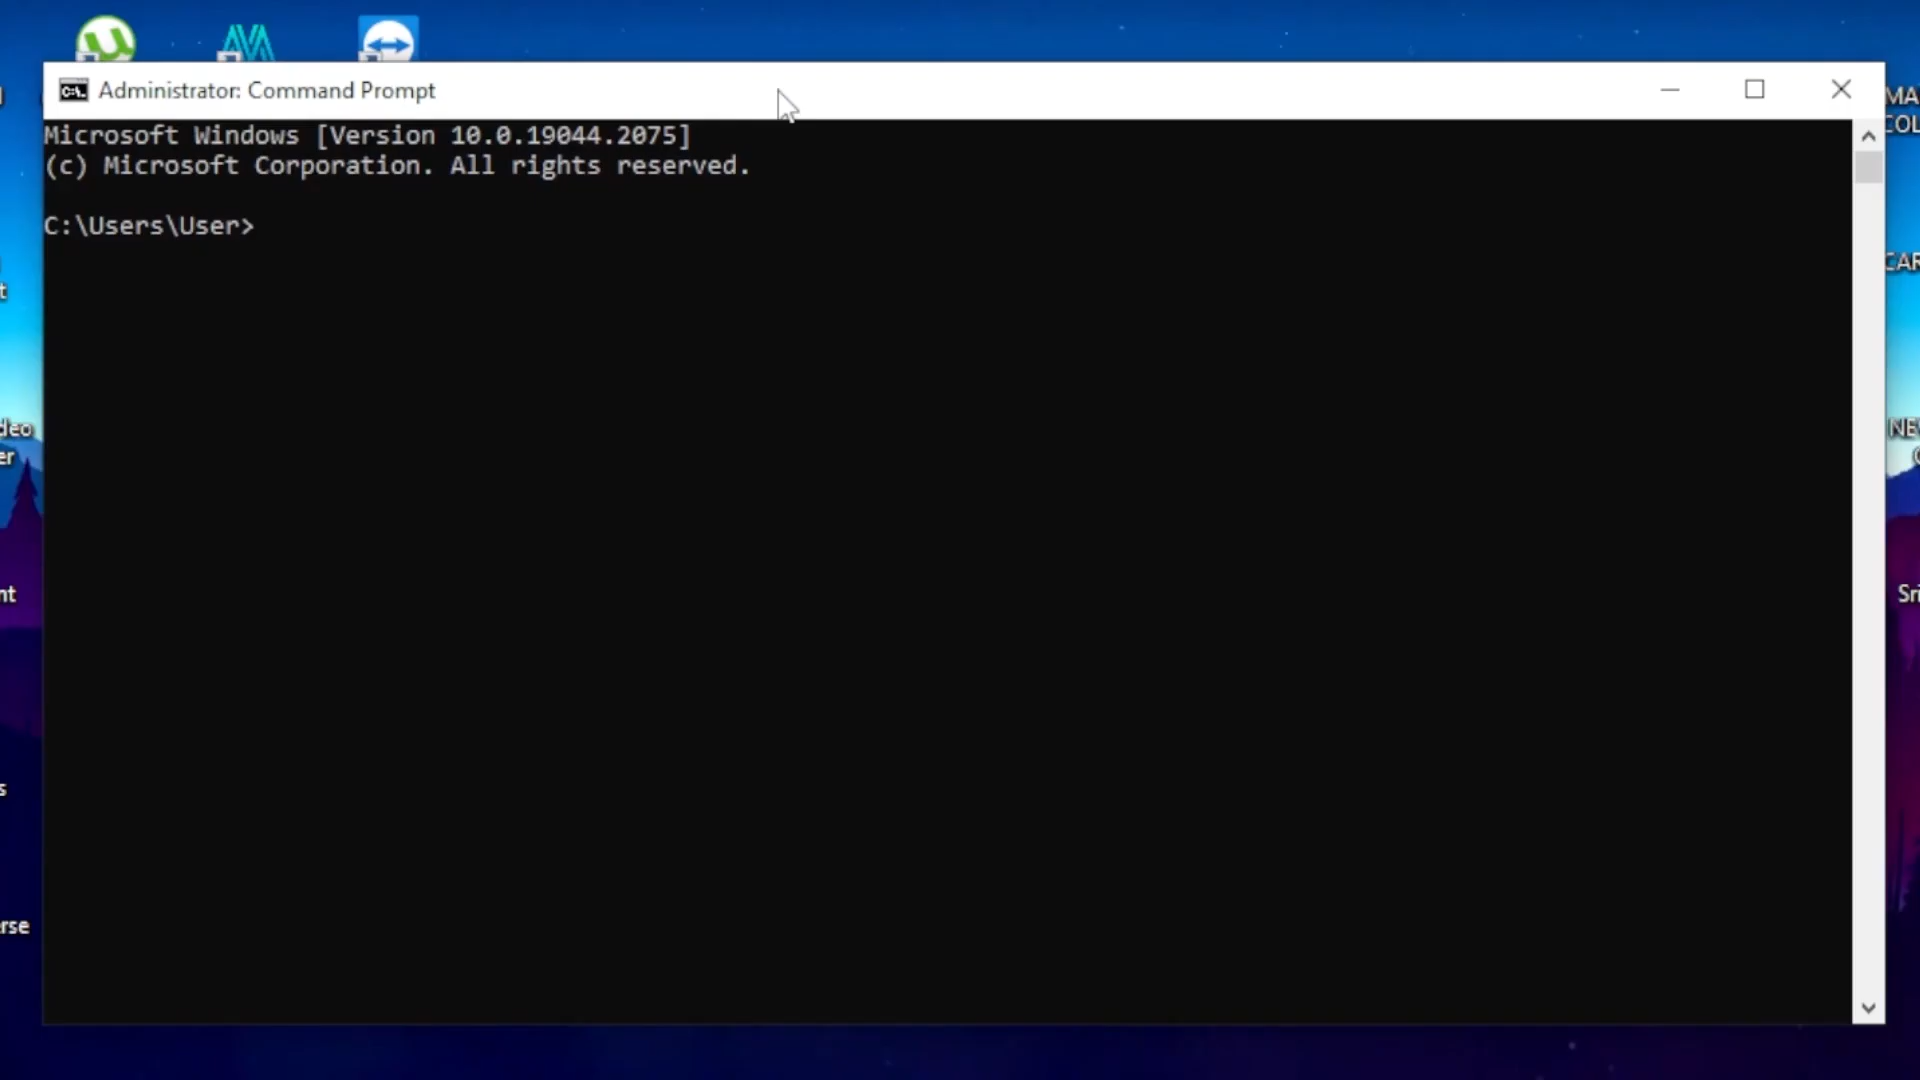 Administrator: Command Prompt
Microsoft Windows [Version 10.0.19044.2075]
(c) Microsoft Corporation. All rights reserved.
C:\Users\User>